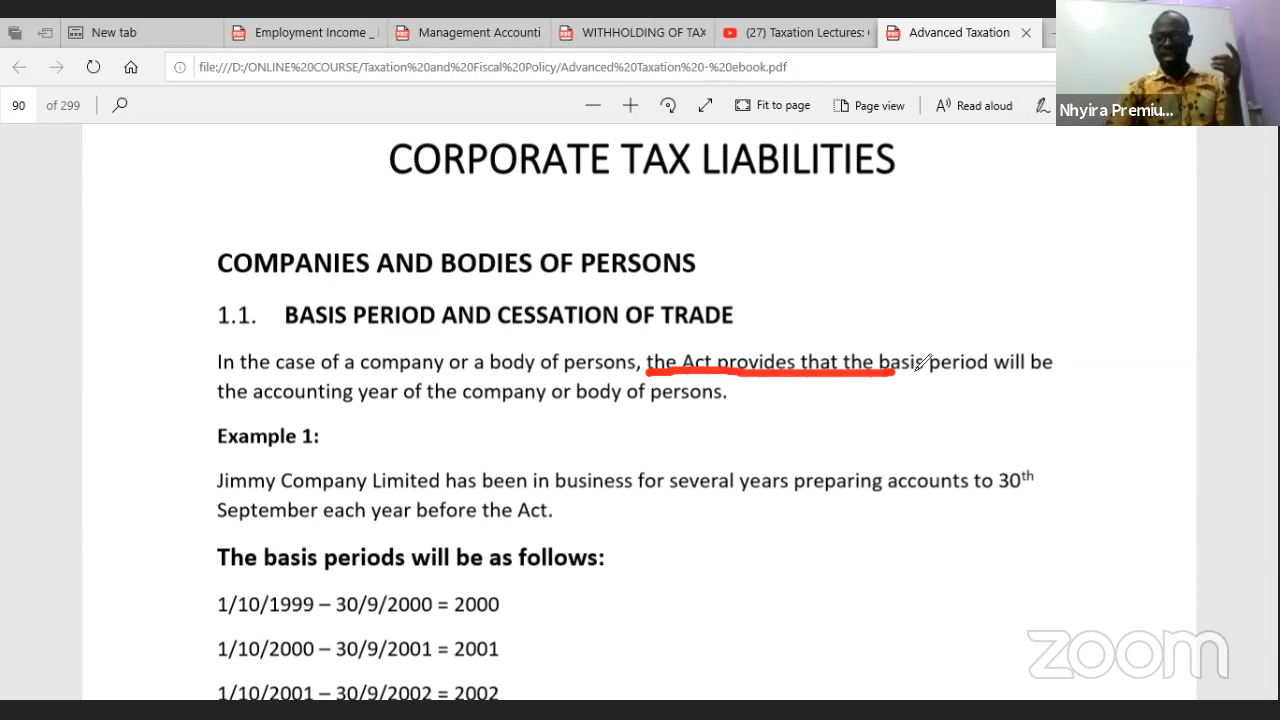 New tab
Employment Income _
Management Accounti
WITHHOLDING OF TAX
(27) Taxation Lectures:
Advanced Taxation
file:///D:/ONLINE%20COURSE/Taxation%20and%20Fiscal%20Policy/Advanced%20Taxation%20-%20ebook.pdf
90 of 299
Fit to page
Page view
Read aloud
Nhyira Premiu...
CORPORATE TAX LIABILITIES
COMPANIES AND BODIES OF PERSONS
1.1. BASIS PERIOD AND CESSATION OF TRADE
In the case of a company or a body of persons, the Act provides that the basis period will be
the accounting year of the company or body of persons.
Example 1:
Jimmy Company Limited has been in business for several years preparing accounts to 30th
September each year before the Act.
The basis periods will be as follows:
1/10/1999 – 30/9/2000 = 2000
1/10/2000 – 30/9/2001 = 2001
1/10/2001 – 30/9/2002 = 2002
zoom